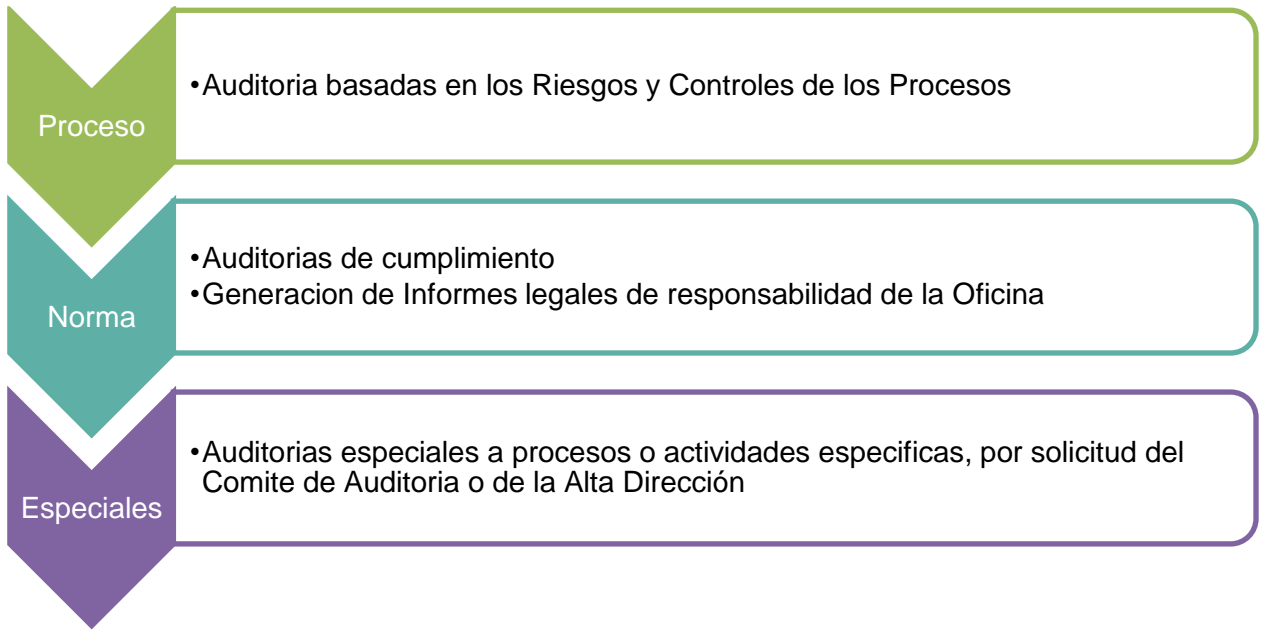 Proceso
•Auditoria basadas en los Riesgos y Controles de los Procesos
Norma
•Auditorias de cumplimiento
•Generacion de Informes legales de responsabilidad de la Oficina
Especiales
•Auditorias especiales a procesos o actividades especificas, por solicitud del
Comite de Auditoria o de la Alta Dirección